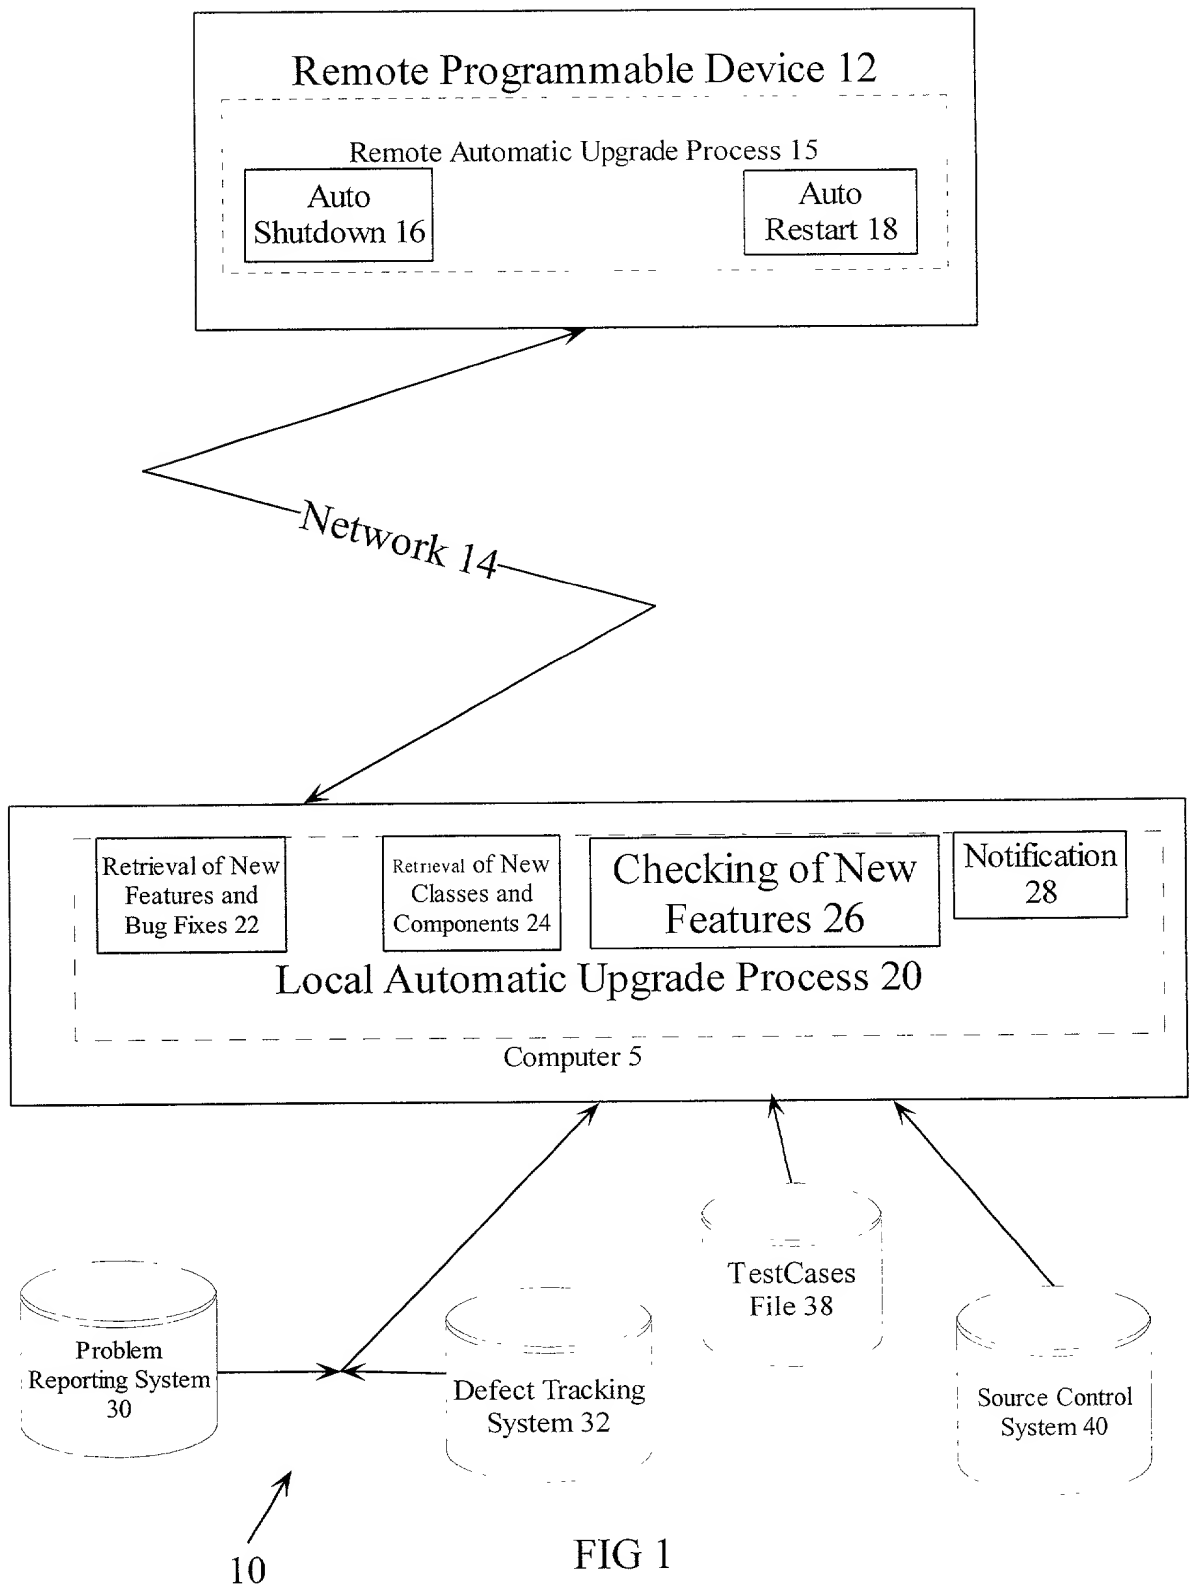 Remote Programmable Device 12
Remote Automatic Upgrade Process 15
Auto
Shutdown 16
Auto
Restart 18
Network 14
Retrieval of New
Features and
Bug Fixes 22
Retrieval of New
Classes and
Components 24
Checking of New
Features 26
Notification
28
Local Automatic Upgrade Process 20
Computer 5
TestCases
File 38
Problem
Reporting System
30
Defect Tracking
System 32
Source Control
System 40
10
FIG 1